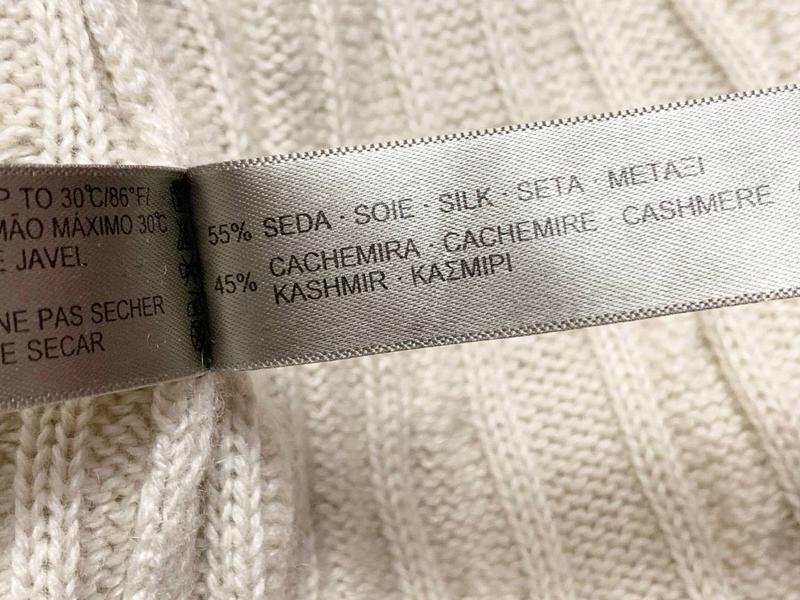 UP TO 30°C/86°F/
MÃO MÁXIMO 30°C
E JAVEL
NE PAS SECHER
E SECAR
55% SEDA · SOIE · SILK · SETA · ΜΕΤΑΞΙ
45% CACHEMIRA · CACHEMIRE · CASHMERE ·
KASHMIR · ΚΑΣΜΙΡΙ